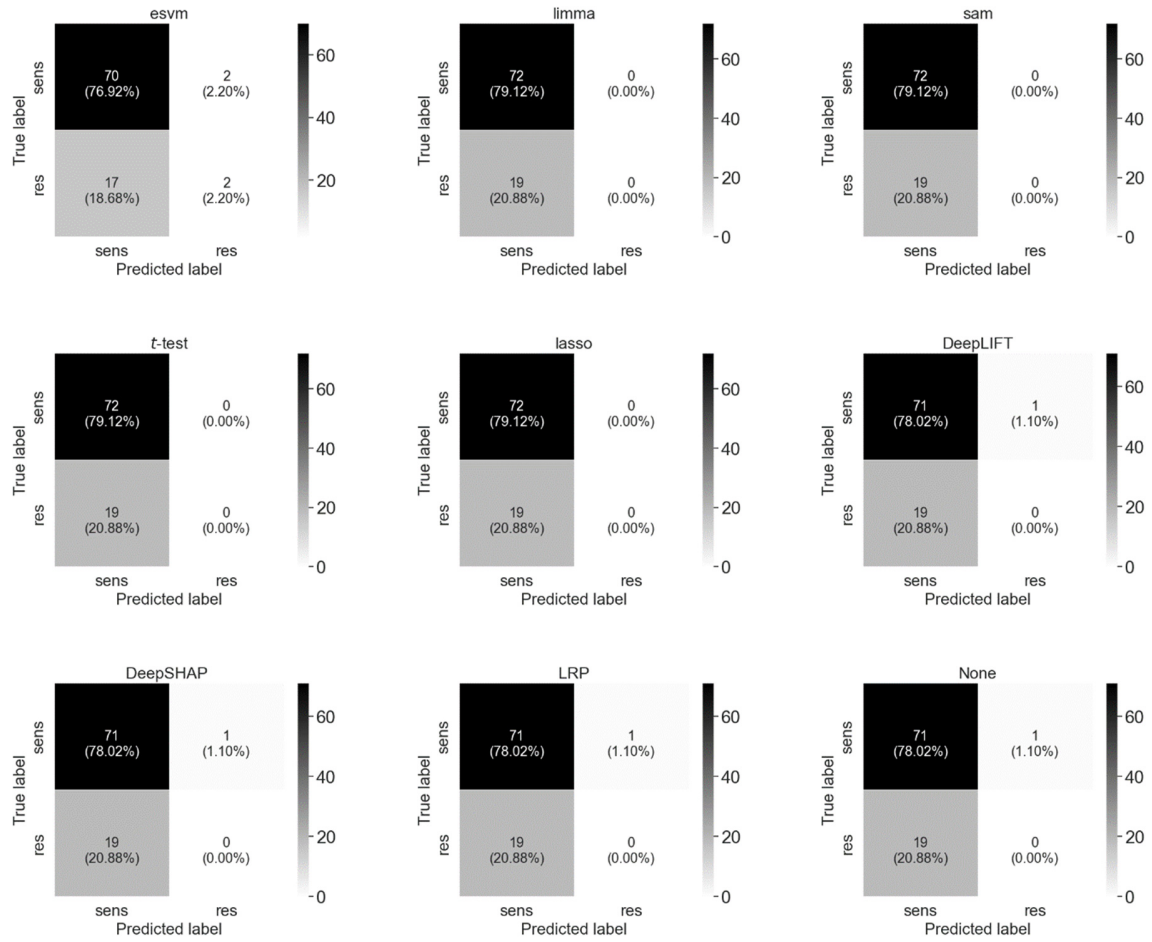 esvm
sens
70
(76.92%)
2
(2.20%)
True label
res
17
(18.68%)
2
(2.20%)
sens
res
Predicted label
60
40
20
limma
sens
72
(79.12%)
0
(0.00%)
True label
res
19
(20.88%)
0
(0.00%)
sens
res
Predicted label
60
40
20
0
sam
sens
72
(79.12%)
0
(0.00%)
True label
res
19
(20.88%)
0
(0.00%)
sens
res
Predicted label
60
40
20
0
t-test
sens
72
(79.12%)
0
(0.00%)
True label
res
19
(20.88%)
0
(0.00%)
sens
res
Predicted label
60
40
20
0
lasso
sens
72
(79.12%)
0
(0.00%)
True label
res
19
(20.88%)
0
(0.00%)
sens
res
Predicted label
60
40
20
0
DeepLIFT
sens
71
(78.02%)
1
(1.10%)
True label
res
19
(20.88%)
0
(0.00%)
sens
res
Predicted label
60
40
20
0
DeepSHAP
sens
71
(78.02%)
1
(1.10%)
True label
res
19
(20.88%)
0
(0.00%)
sens
res
Predicted label
60
40
20
0
LRP
sens
71
(78.02%)
1
(1.10%)
True label
res
19
(20.88%)
0
(0.00%)
sens
res
Predicted label
60
40
20
0
None
sens
71
(78.02%)
1
(1.10%)
True label
res
19
(20.88%)
0
(0.00%)
sens
res
Predicted label
60
40
20
0